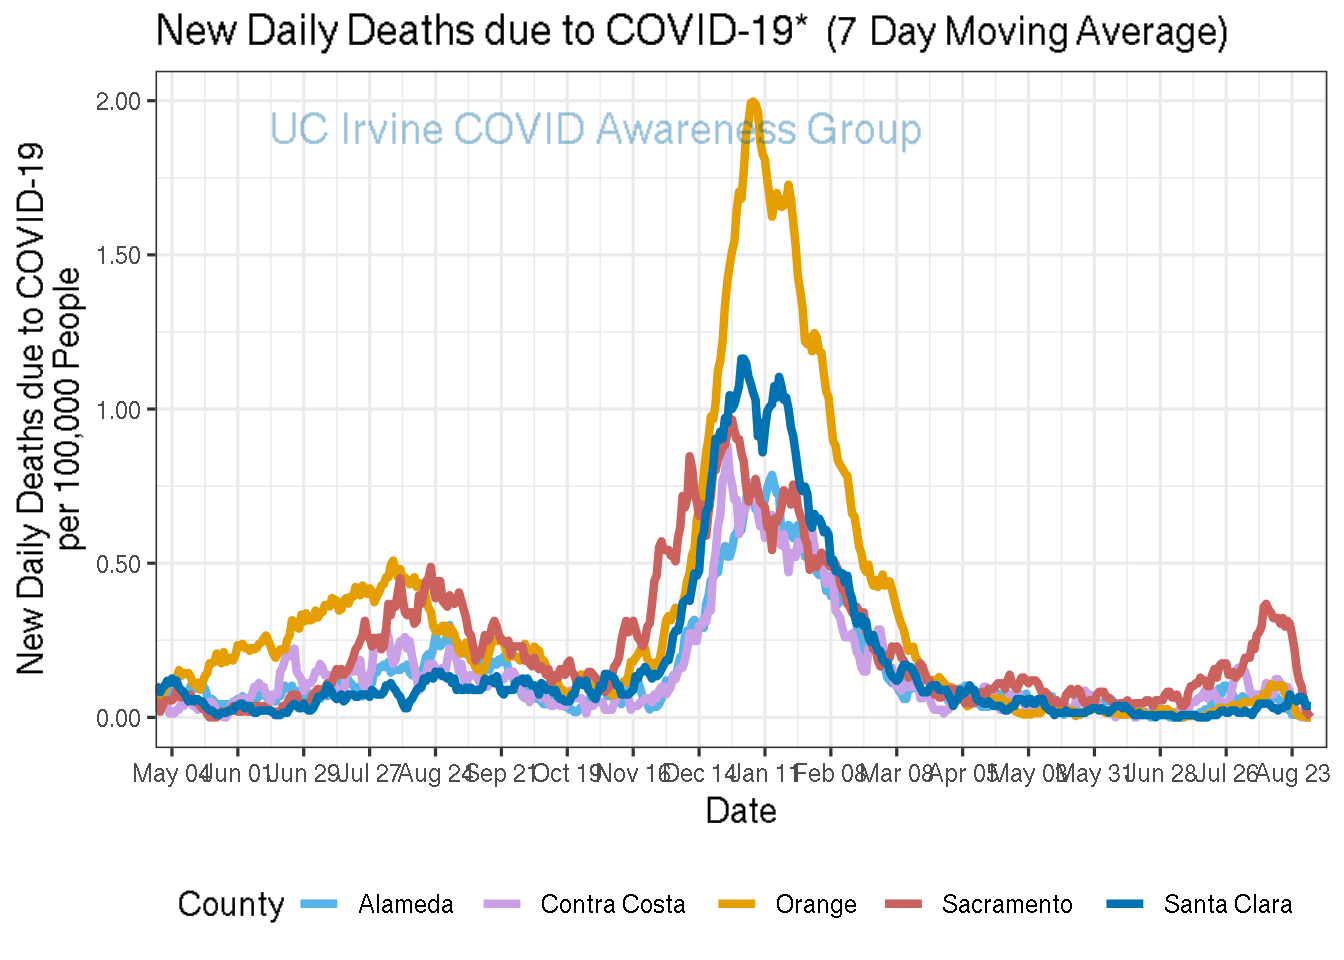 New Daily Deaths due to COVID-19* (7 Day Moving Average)
UC Irvine COVID Awareness Group
New Daily Deaths due to COVID-19
per 100,000 People
2.00
1.50
1.00
0.50
0.00
May 04 Jun 01 Jun 29 Jul 27 Aug 24 Sep 21 Oct 19 Nov 16 Dec 14 Jan 11 Feb 08 Mar 08 Apr 05 May 03 May 31 Jun 28 Jul 26 Aug 23
Date
County Alameda Contra Costa Orange Sacramento Santa Clara